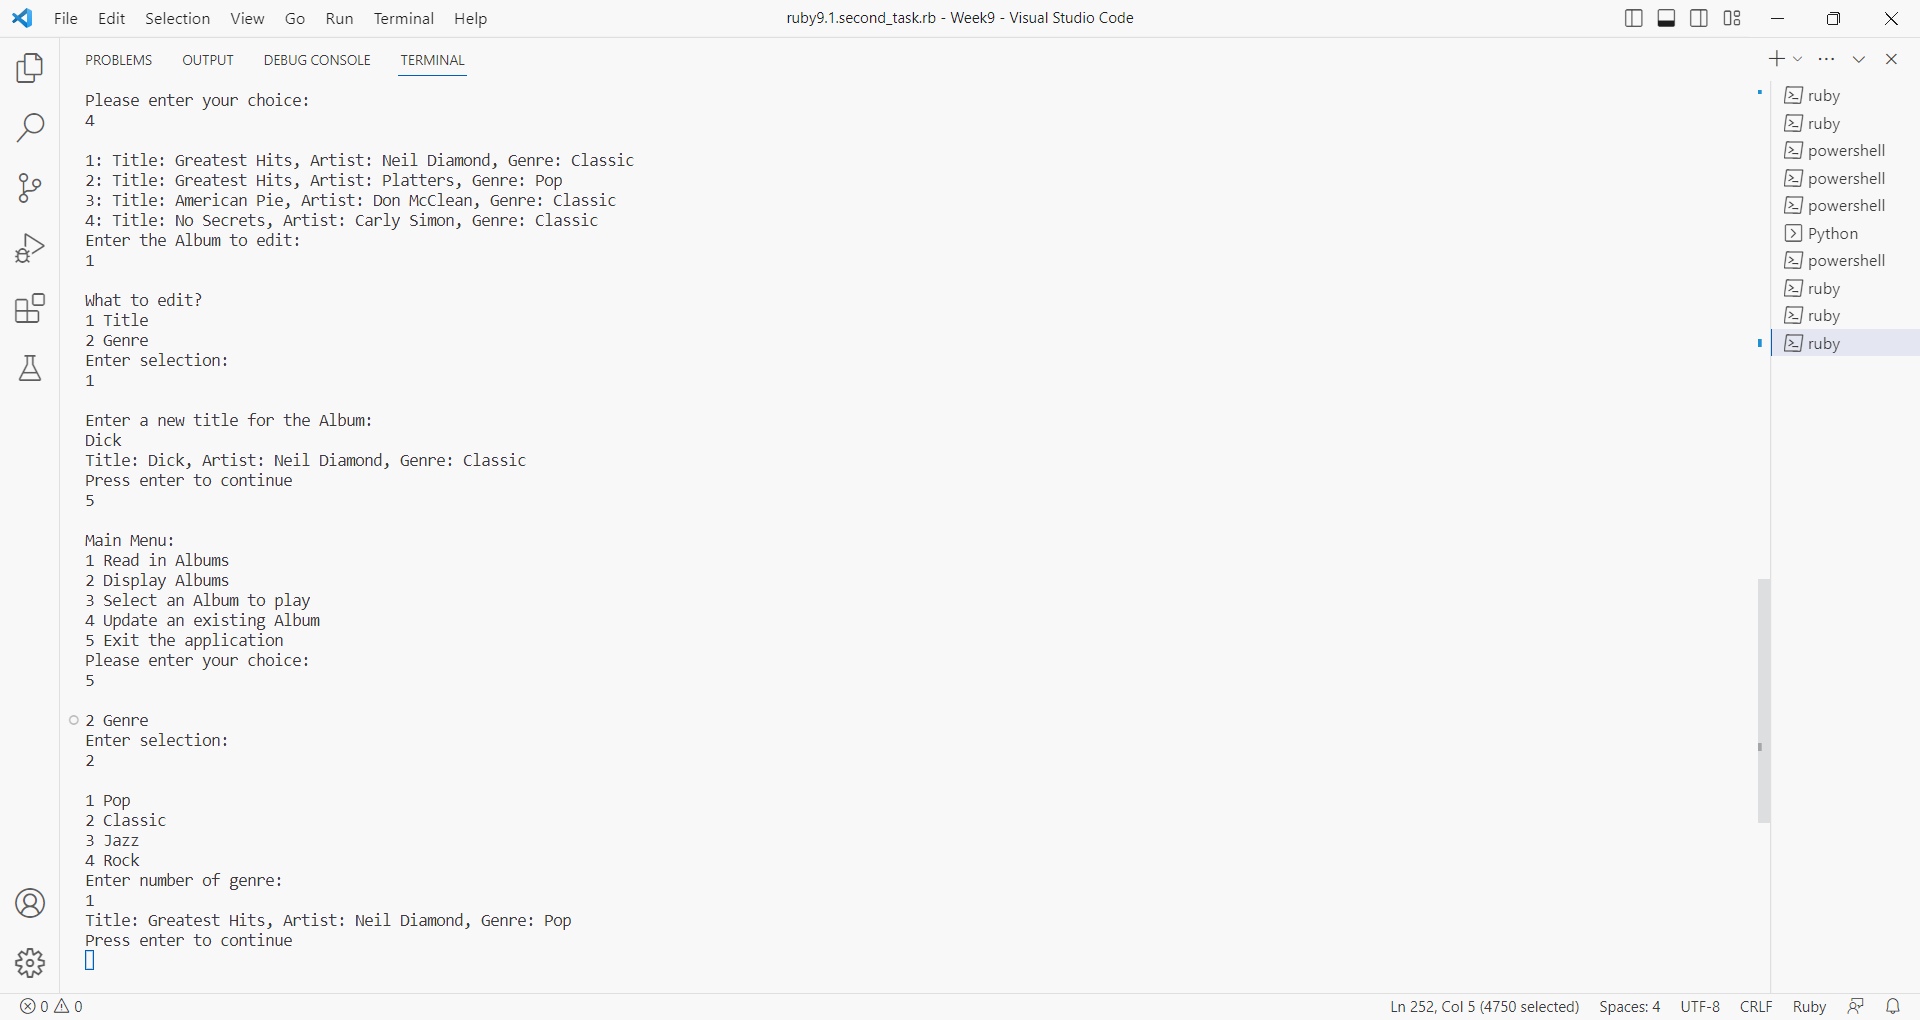 File Edit Selection View Go Run Terminal Help
ruby9.1.second_task.rb - Week9 - Visual Studio Code
PROBLEMS OUTPUT DEBUG CONSOLE TERMINAL
Please enter your choice:
4
1: Title: Greatest Hits, Artist: Neil Diamond, Genre: Classic
2: Title: Greatest Hits, Artist: Platters, Genre: Pop
3: Title: American Pie, Artist: Don McClean, Genre: Classic
4: Title: No Secrets, Artist: Carly Simon, Genre: Classic
Enter the Album to edit:
1
What to edit?
1 Title
2 Genre
Enter selection:
1
Enter a new title for the Album:
Dick
Title: Dick, Artist: Neil Diamond, Genre: Classic
Press enter to continue
5
Main Menu:
1 Read in Albums
2 Display Albums
3 Select an Album to play
4 Update an existing Album
5 Exit the application
Please enter your choice:
5
2 Genre
Enter selection:
2
1 Pop
2 Classic
3 Jazz
4 Rock
Enter number of genre:
1
Title: Greatest Hits, Artist: Neil Diamond, Genre: Pop
Press enter to continue
ruby
ruby
powershell
powershell
powershell
Python
powershell
ruby
ruby
ruby
0 0
Ln 252, Col 5 (4750 selected) Spaces: 4 UTF-8 CRLF Ruby